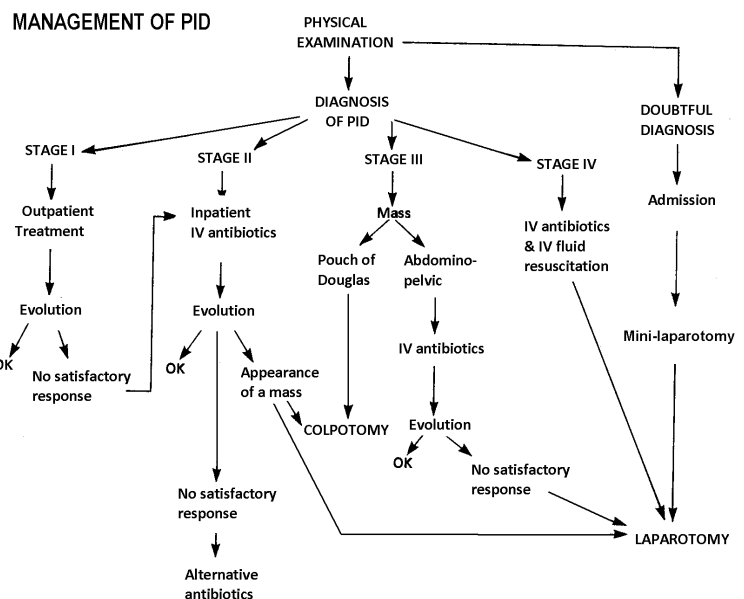 MANAGEMENT OF PID
PHYSICAL
EXAMINATION
DIAGNOSIS
OF PID
DOUBTFUL
DIAGNOSIS
STAGE I
STAGE II
STAGE III
STAGE IV
Admission
Outpatient
Treatment
Inpatient
IV antibiotics
Mass
IV antibiotics
& IV fluid
resuscitation
Pouch of
Douglas
Abdomino-
pelvic
Evolution
Evolution
IV antibiotics
Mini-laparotomy
OK
No satisfactory
response
OK
Appearance
of a mass
COLPOTOMY
Evolution
OK
No satisfactory
response
No satisfactory
response
LAPAROTOMY
Alternative
antibiotics